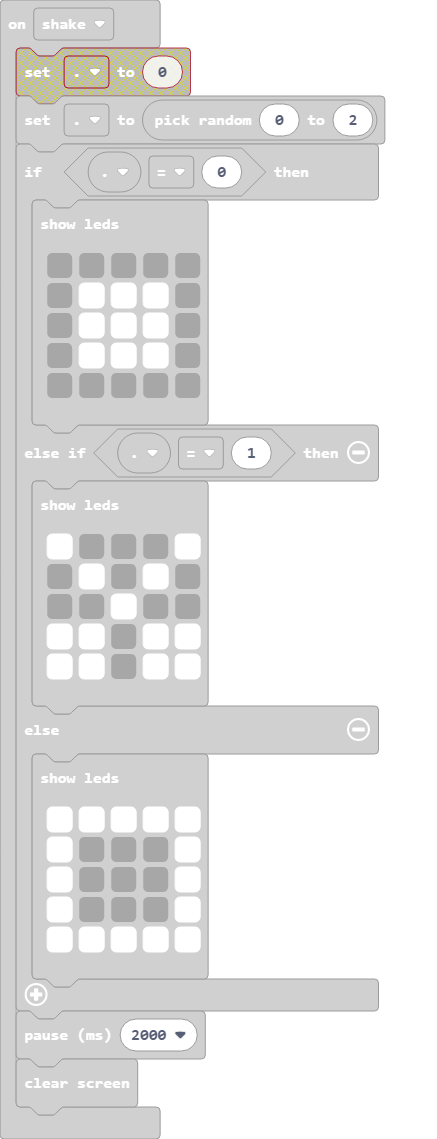 on shake
set . to 0
set . to pick random 0 to 2
if . = 0 then
show leds
else if . = 1 then
show leds
else
show leds
pause (ms) 2000
clear screen